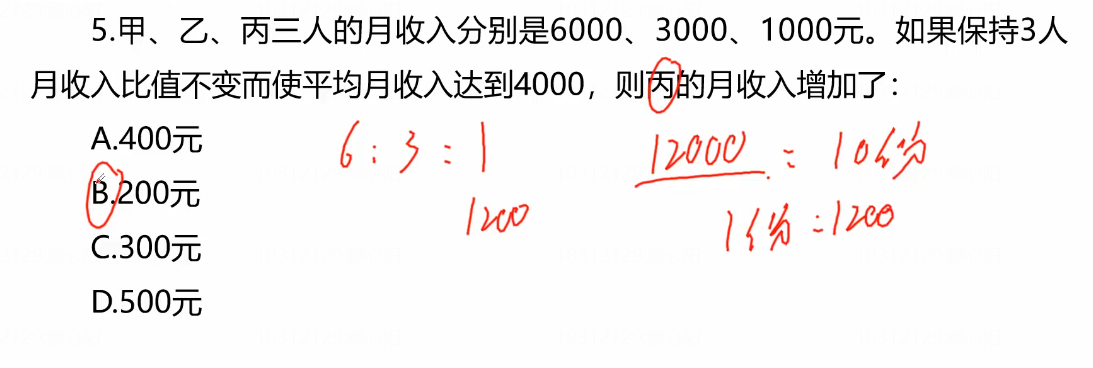 5.甲、乙、丙三人的月收入分别是6000、3000、1000元。如果保持3人
月收入比值不变而使平均月收入达到4000，则丙的月收入增加了：
A.400元
6:3:1
12000=10份
B.200元
1200
1份=1200
C.300元
D.500元